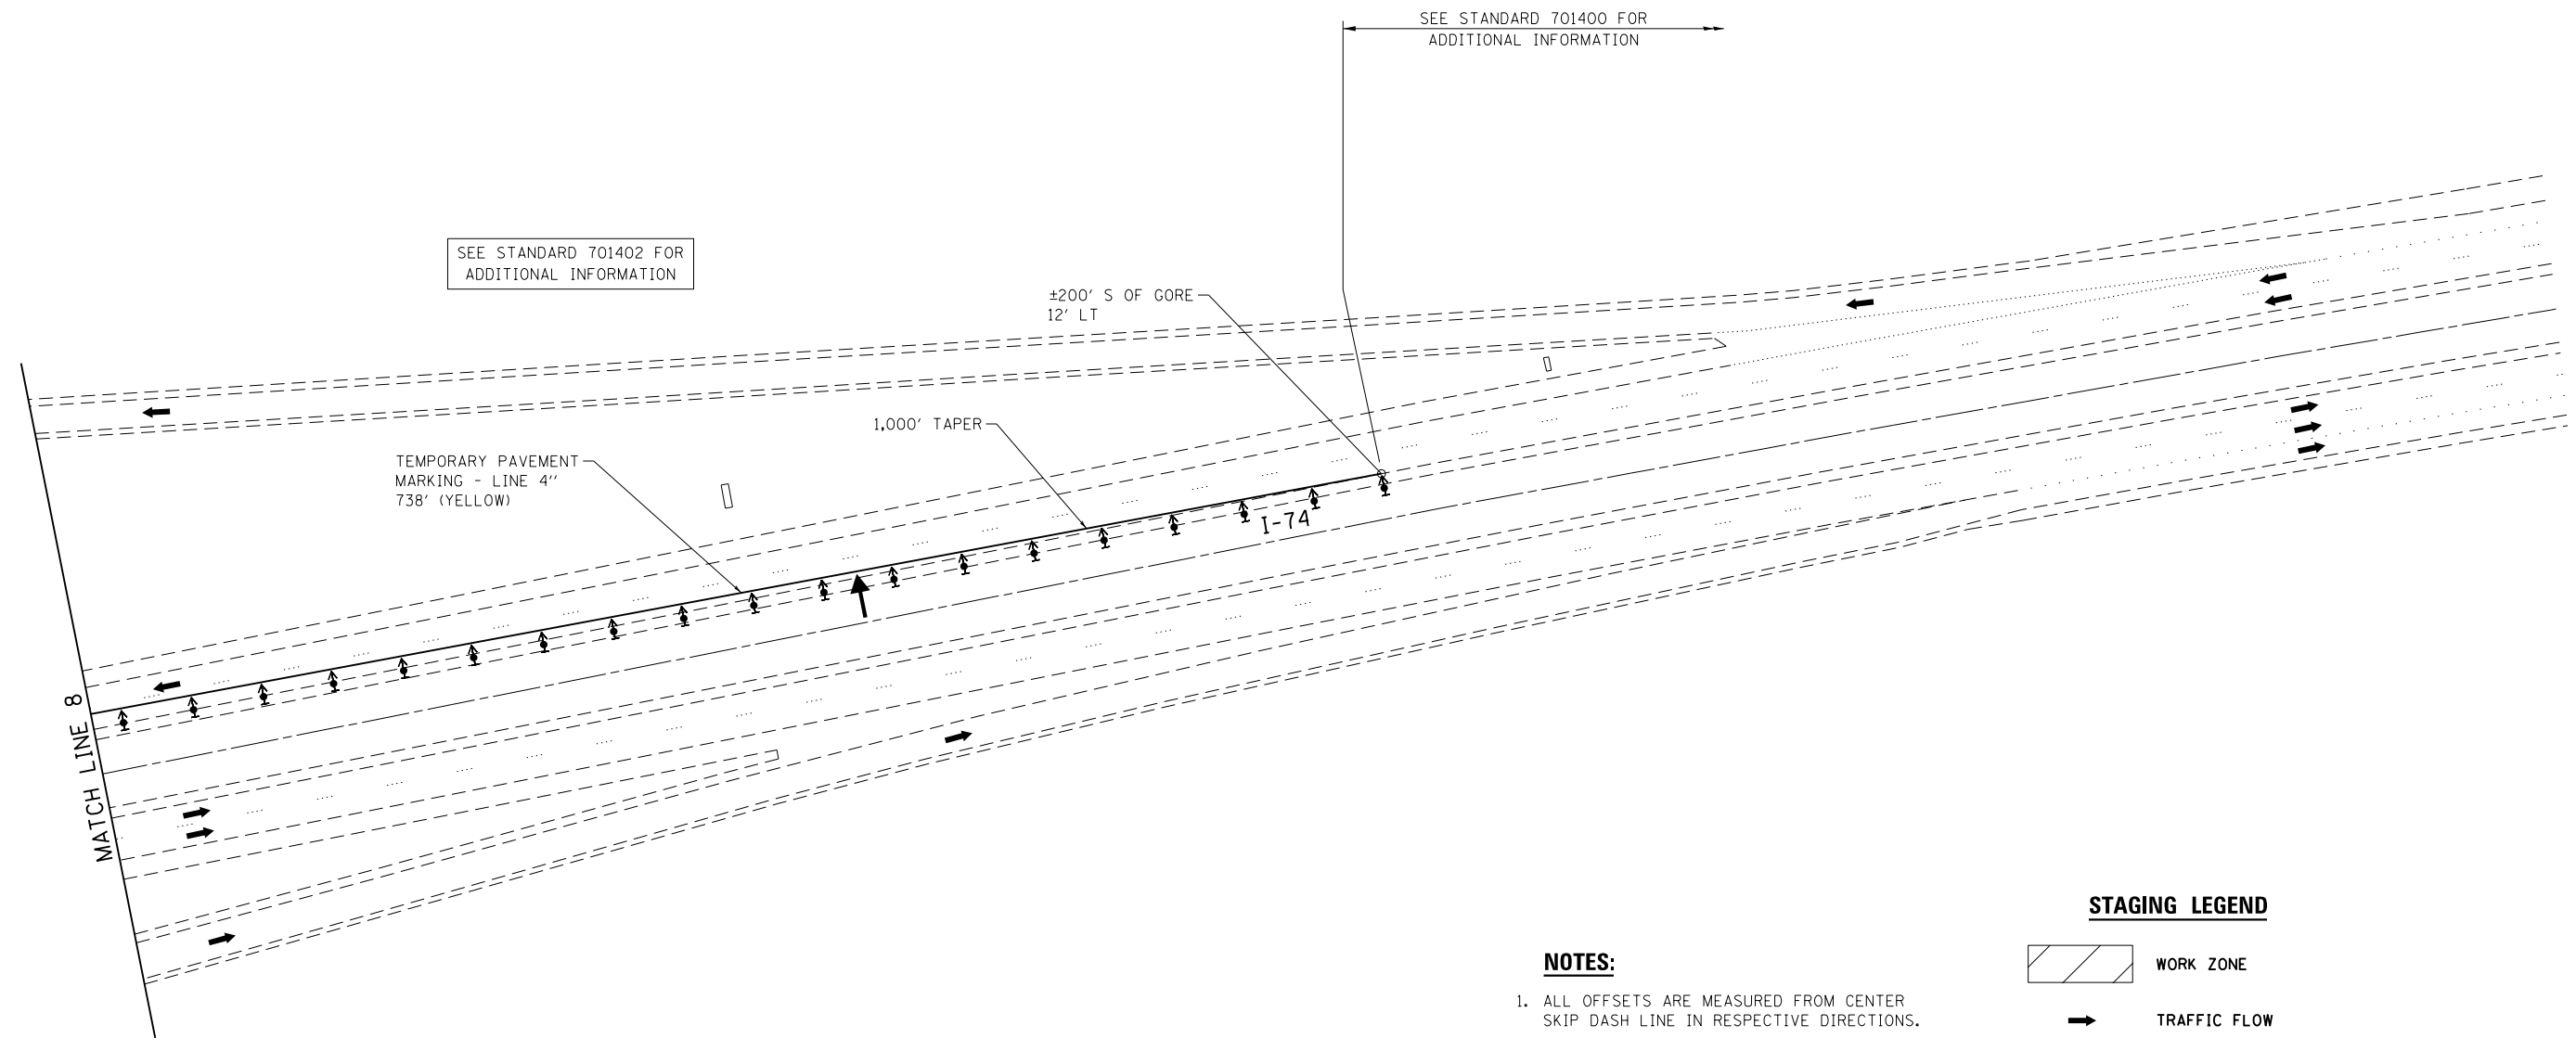 SEE STANDARD 701400 FOR
ADDITIONAL INFORMATION
SEE STANDARD 701402 FOR
ADDITIONAL INFORMATION
±200' S OF GORE
12' LT
1,000' TAPER
TEMPORARY PAVEMENT
MARKING - LINE 4''
738' (YELLOW)
I-74
MATCH LINE 8
STAGING LEGEND
WORK ZONE
TRAFFIC FLOW
NOTES:
1. ALL OFFSETS ARE MEASURED FROM CENTER
SKIP DASH LINE IN RESPECTIVE DIRECTIONS.